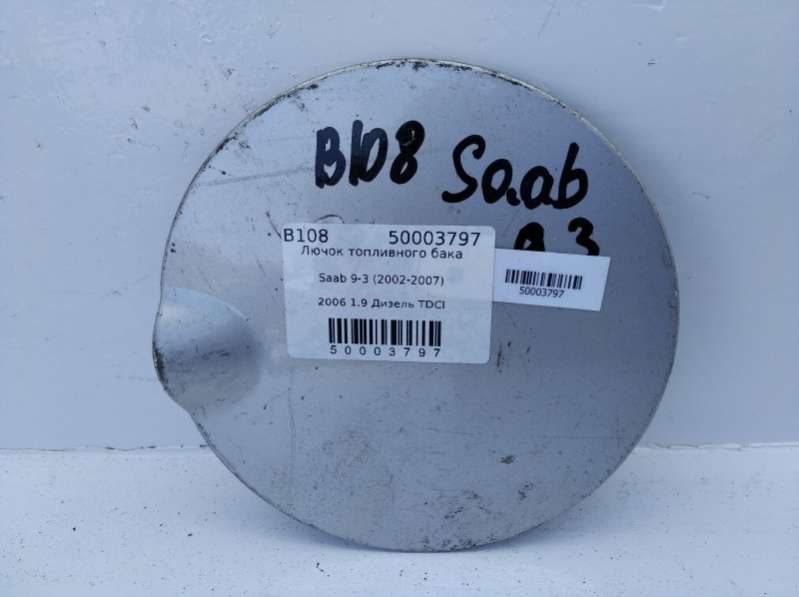 B108 Saab
9 3
B108 50003797
Лючок топливного бака
Saab 9-3 (2002-2007)
2006 1.9 Дизель TDCI
50003797
50003797